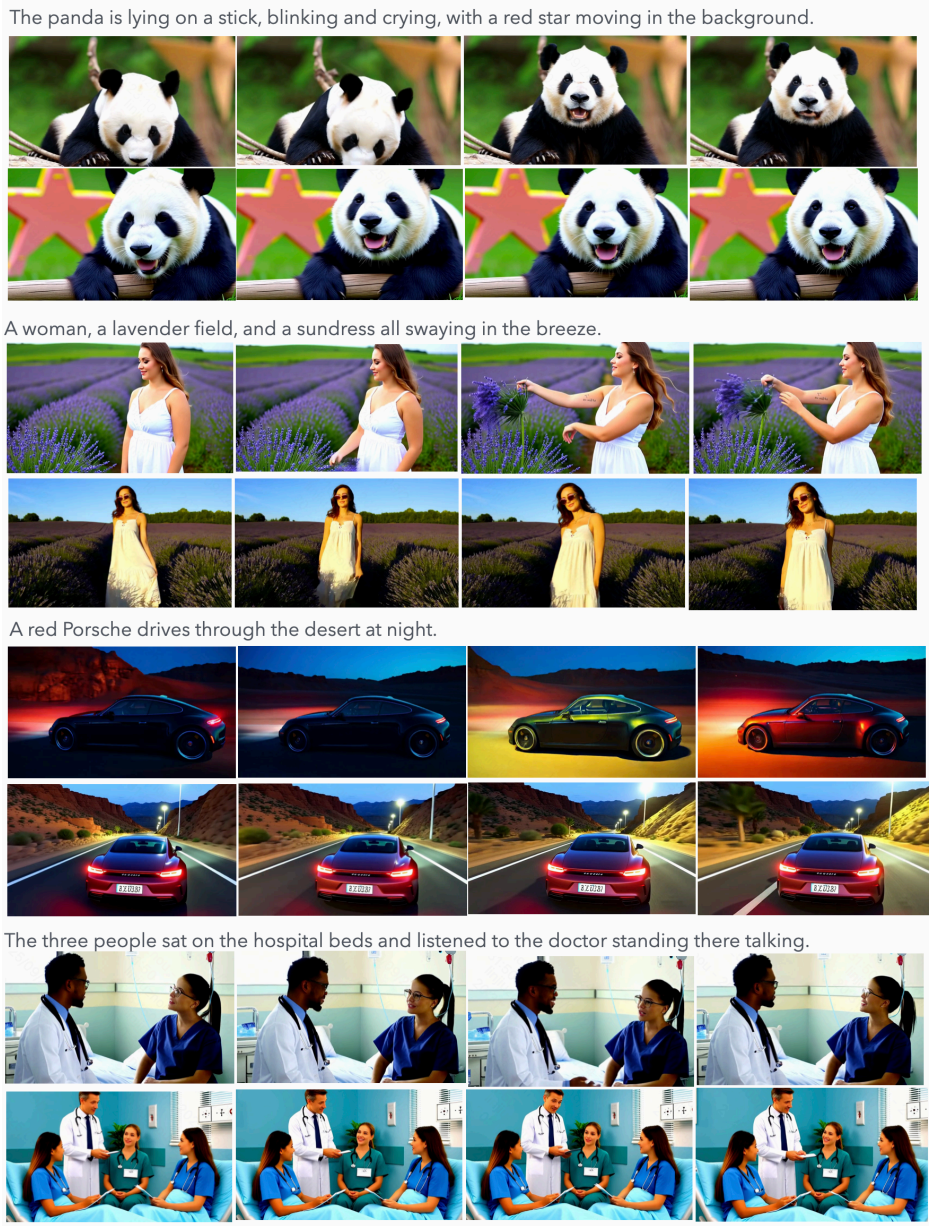 The panda is lying on a stick, blinking and crying, with a red star moving in the background.
A woman, a lavender field, and a sundress all swaying in the breeze.
A red Porsche drives through the desert at night.
The three people sat on the hospital beds and listened to the doctor standing there talking.